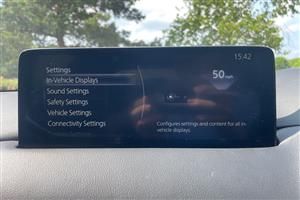 15:42
Settings
In-Vehicle Displays
50 mph
Sound Settings
Safety Settings
Vehicle Settings
Connectivity Settings
Configures settings and content for all in-
vehicle displays.